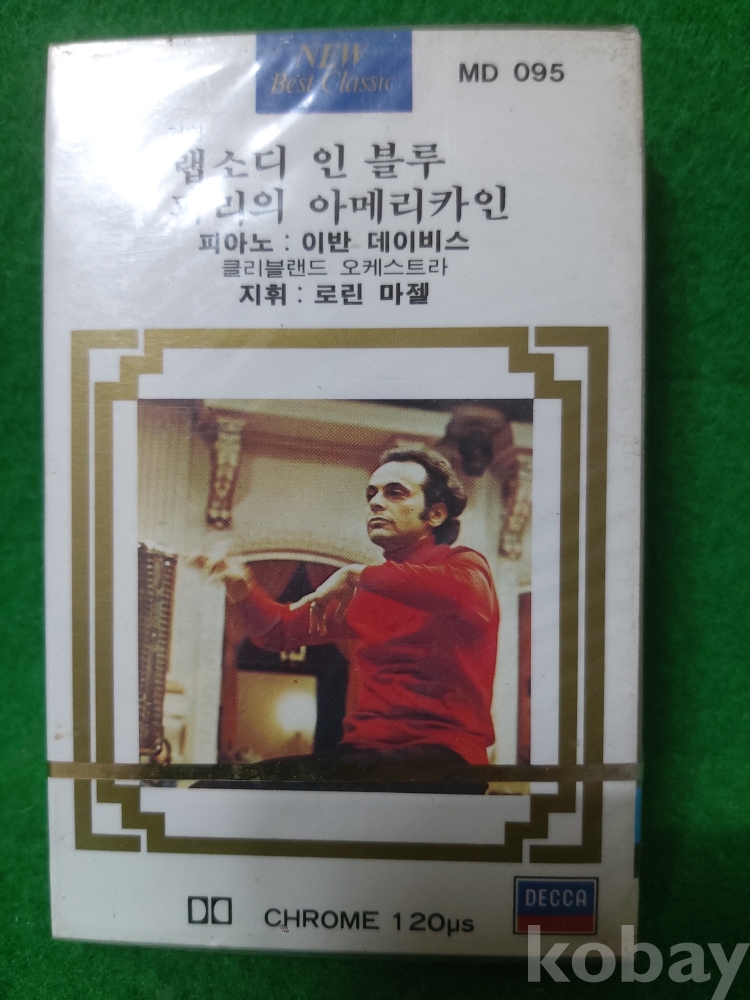 NEW
Best Classic
MD 095
랩소디 인 블루
아메리카인
피아노 : 이반 데이비스
클리블랜드 오케스트라
지휘 : 로린 마젤
CHROME 120μs
DECCA
kobay